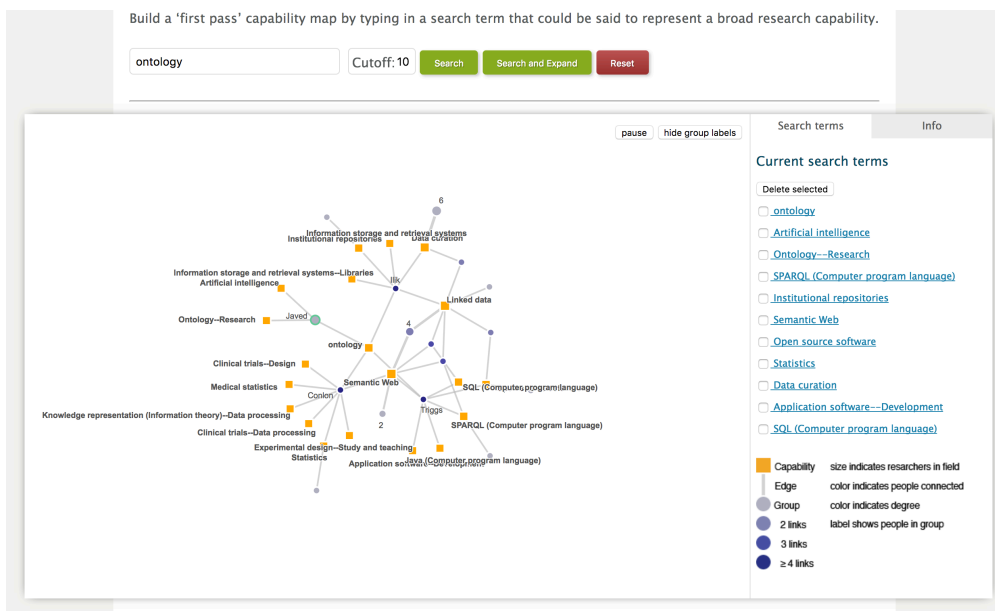 Build a ‘first pass’ capability map by typing in a search term that could be said to represent a broad research capability.
ontology
Cutoff: 10
Search
Search and Expand
Reset
pause
hide group labels
Search terms
Info
6
Information storage and retrieval systems
Institutional repositories
Data curation
Information storage and retrieval systems--Libraries
Artificial intelligence
Ilik
Linked data
Ontology--Research
Javed
4
ontology
Clinical trials--Design
Medical statistics
Semantic Web
SQL (Computer program language)
Conlon
Triggs
Knowledge representation (Information theory)--Data processing
2
SPARQL (Computer program language)
Clinical trials--Data processing
Experimental design--Study and teaching
Statistics
Application software--Development
Java (Computer program language)
Current search terms
Delete selected
ontology
Artificial intelligence
Ontology--Research
SPARQL (Computer program language)
Institutional repositories
Semantic Web
Open source software
Statistics
Data curation
Application software--Development
SQL (Computer program language)
Capability size indicates researchers in field
Edge color indicates people connected
Group color indicates degree
2 links label shows people in group
3 links
≥ 4 links